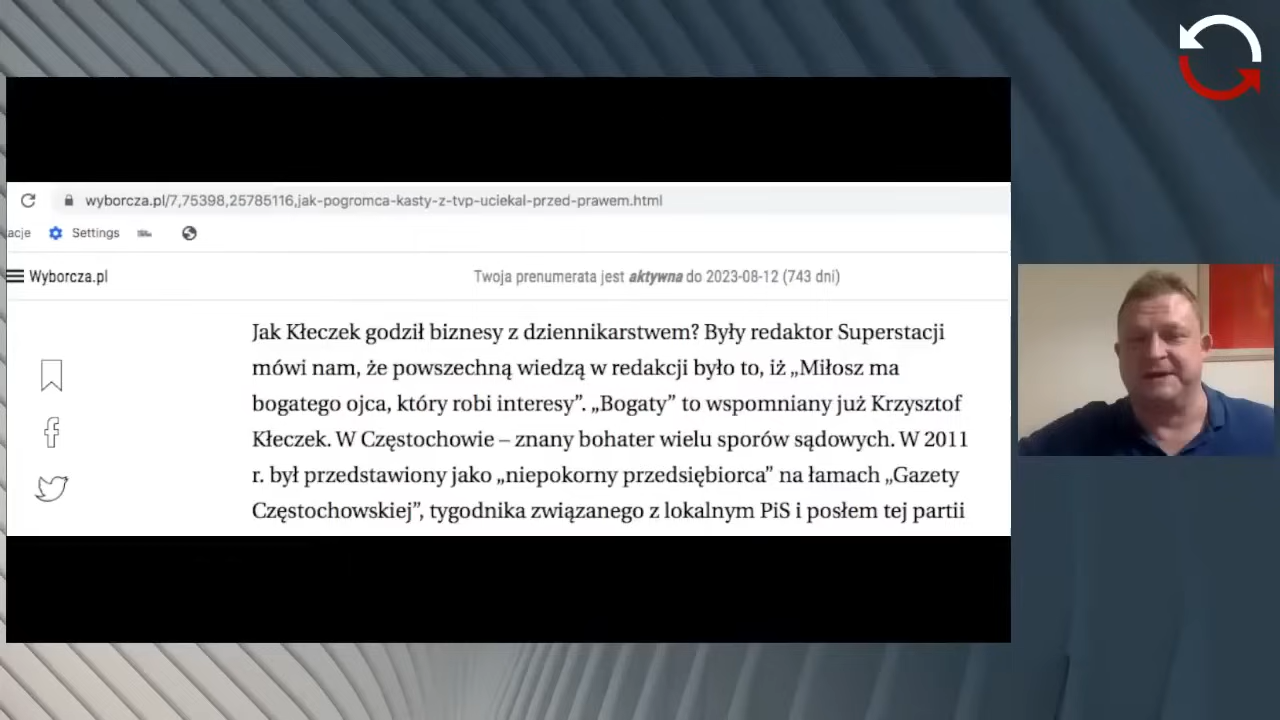 wyborcza.pl/7,75398,25785116,jak-pogromca-kasty-z-tvp-uciekal-przed-prawem.html
acje Settings
Wyborcza.pl
Twoja prenumerata jest aktywna do 2023-08-12 (743 dni)
Jak Kłeczek godził biznesy z dziennikarstwem? Były redaktor Superstacji
mówi nam, że powszechną wiedzą w redakcji było to, iż „Miłosz ma
bogatego ojca, który robi interesy”. „Bogaty” to wspomniany już Krzysztof
Kłeczek. W Częstochowie – znany bohater wielu sporów sądowych. W 2011
r. był przedstawiony jako „niepokorny przedsiębiorca” na łamach „Gazety
Częstochowskiej”, tygodnika związanego z lokalnym PiS i posłem tej partii